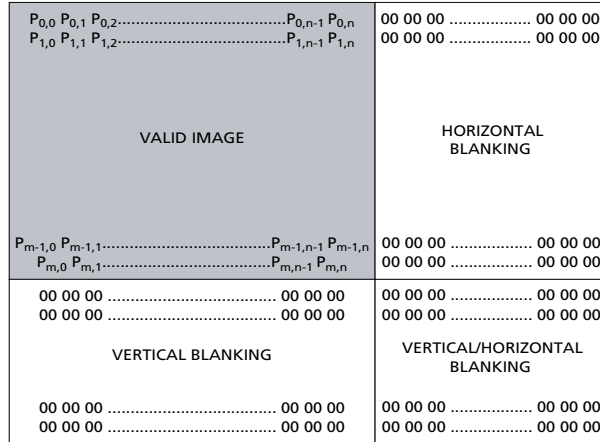 P0,0 P0,1 P0,2.....................................P0,n-1 P0,n
00 00 00 ................. 00 00 00
P1,0 P1,1 P1,2.....................................P1,n-1 P1,n
00 00 00 ................. 00 00 00
VALID IMAGE
HORIZONTAL
BLANKING
Pm-1,0 Pm-1,1.....................................Pm-1,n-1 Pm-1,n
00 00 00 ................. 00 00 00
Pm,0 Pm,1.....................................Pm,n-1 Pm,n
00 00 00 ................. 00 00 00
00 00 00 ..................................... 00 00 00
00 00 00 ................. 00 00 00
00 00 00 ..................................... 00 00 00
00 00 00 ................. 00 00 00
VERTICAL BLANKING
VERTICAL/HORIZONTAL
BLANKING
00 00 00 ..................................... 00 00 00
00 00 00 ................. 00 00 00
00 00 00 ..................................... 00 00 00
00 00 00 ................. 00 00 00